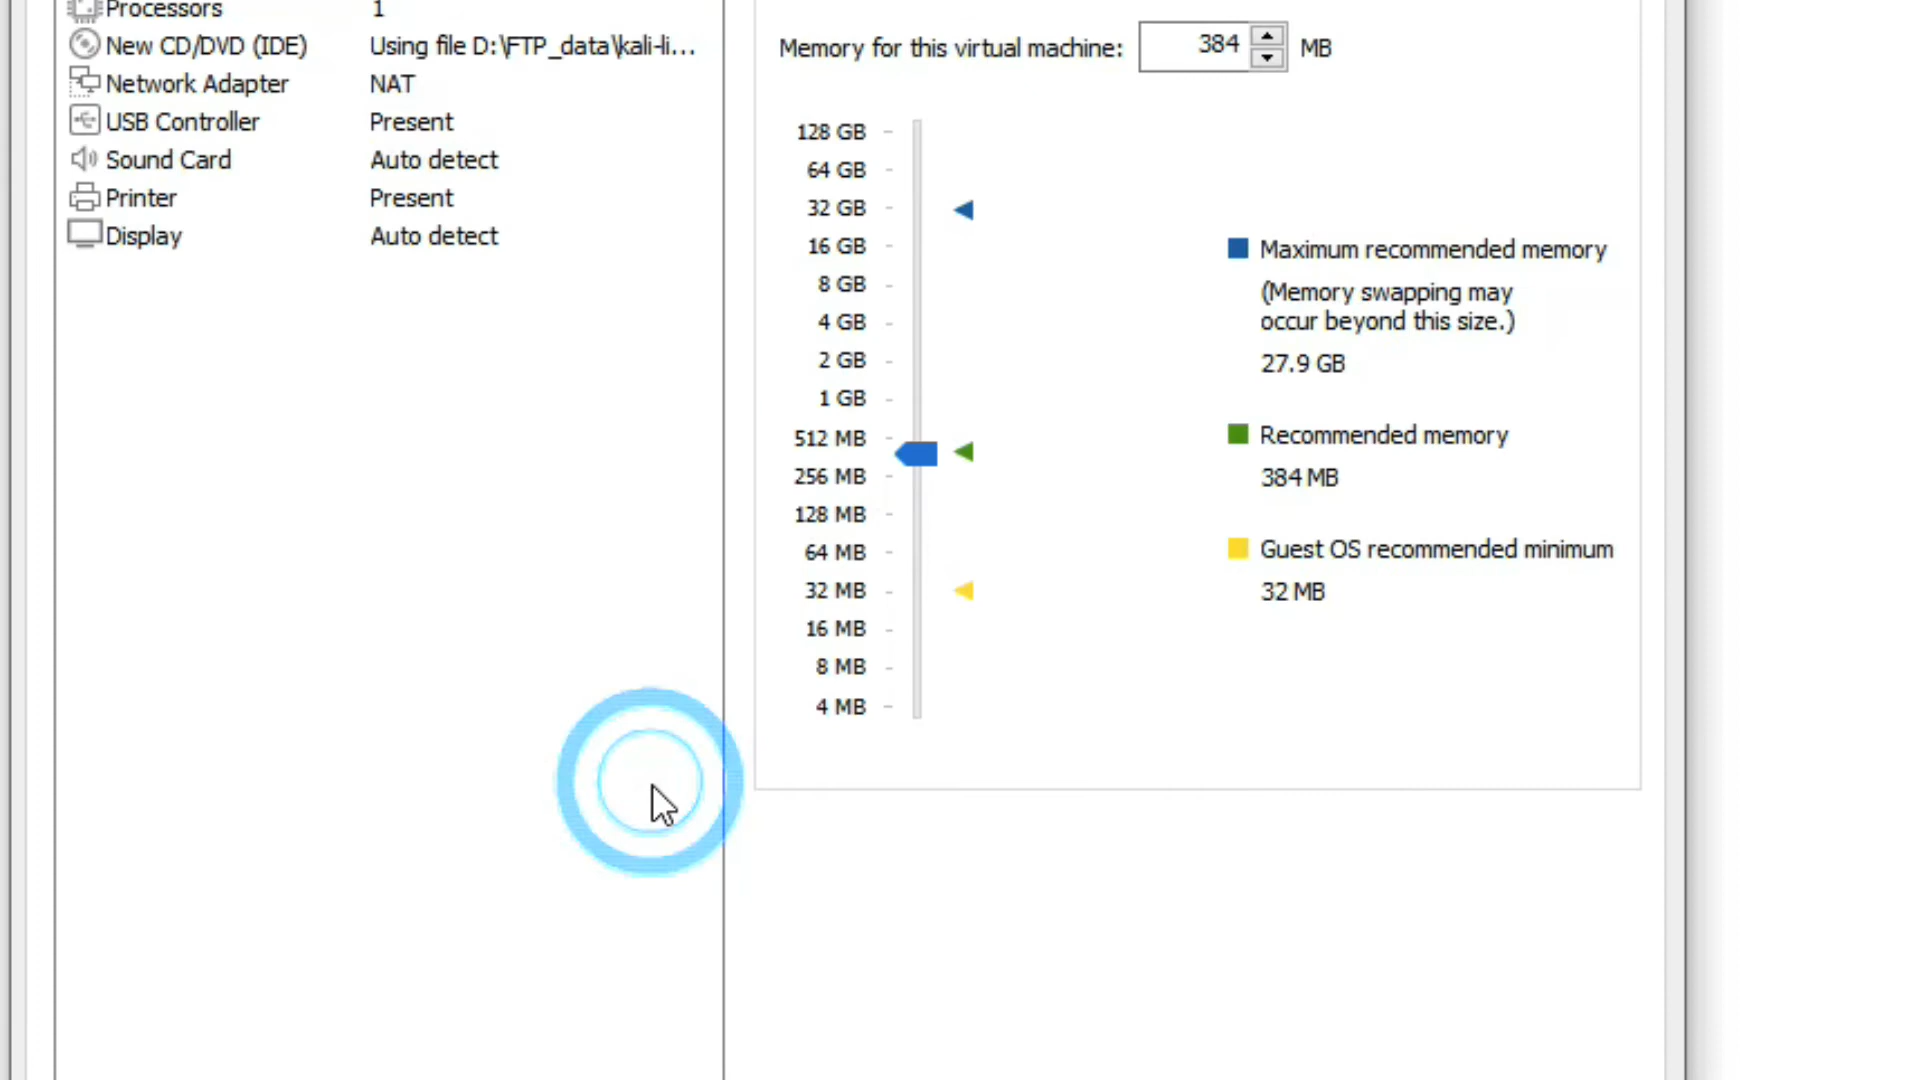 Processors 1
New CD/DVD (IDE) Using file D:\FTP_data\kali-li...
Network Adapter NAT
USB Controller Present
Sound Card Auto detect
Printer Present
Display Auto detect
Memory for this virtual machine: 384 MB
128 GB
64 GB
32 GB
16 GB
8 GB
4 GB
2 GB
1 GB
512 MB
256 MB
128 MB
64 MB
32 MB
16 MB
8 MB
4 MB
Maximum recommended memory
(Memory swapping may
occur beyond this size.)
27.9 GB
Recommended memory
384 MB
Guest OS recommended minimum
32 MB